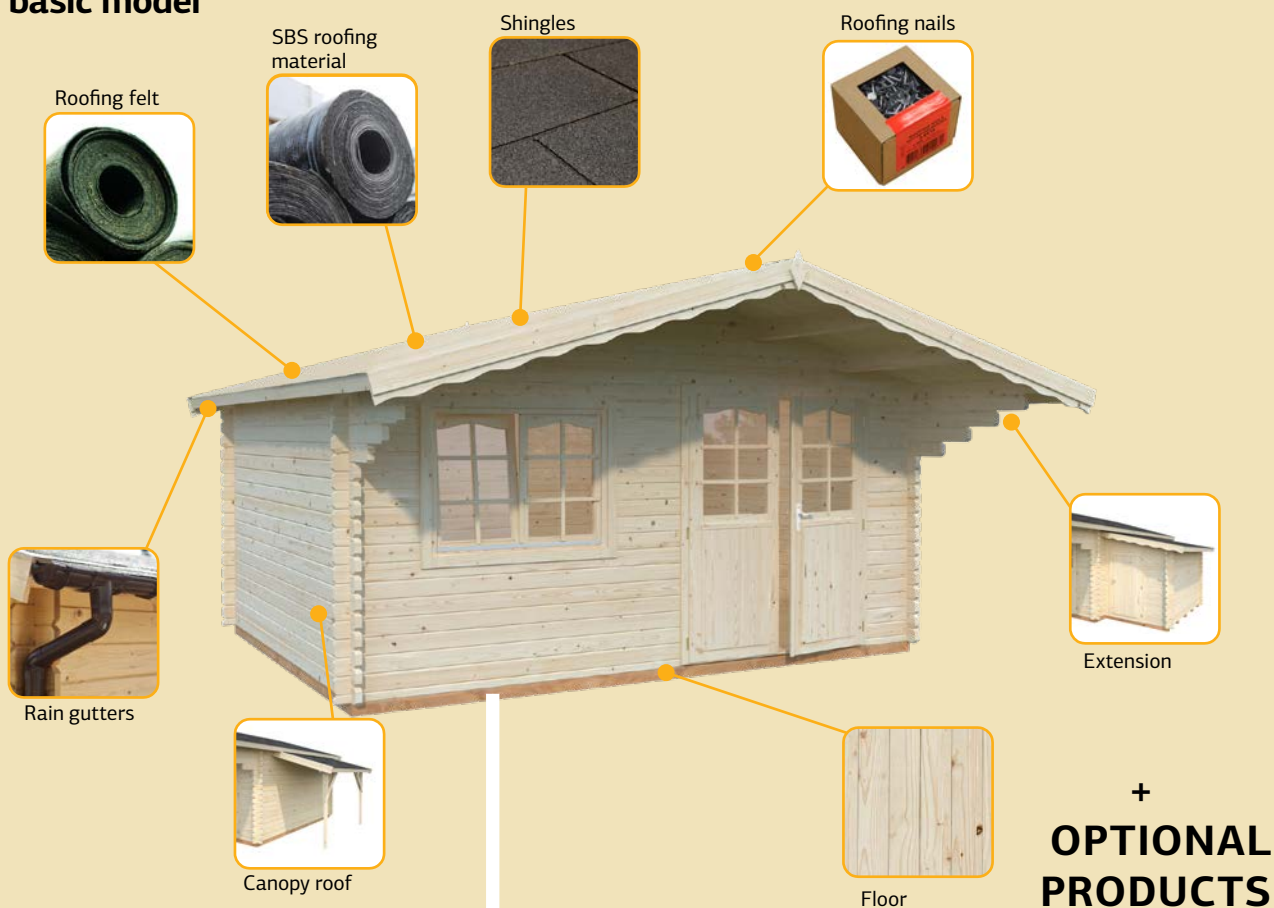 basic model
Shingles
Roofing nails
SBS roofing
material
Roofing felt
Rain gutters
Extension
Canopy roof
Floor
+
OPTIONAL
PRODUCTS